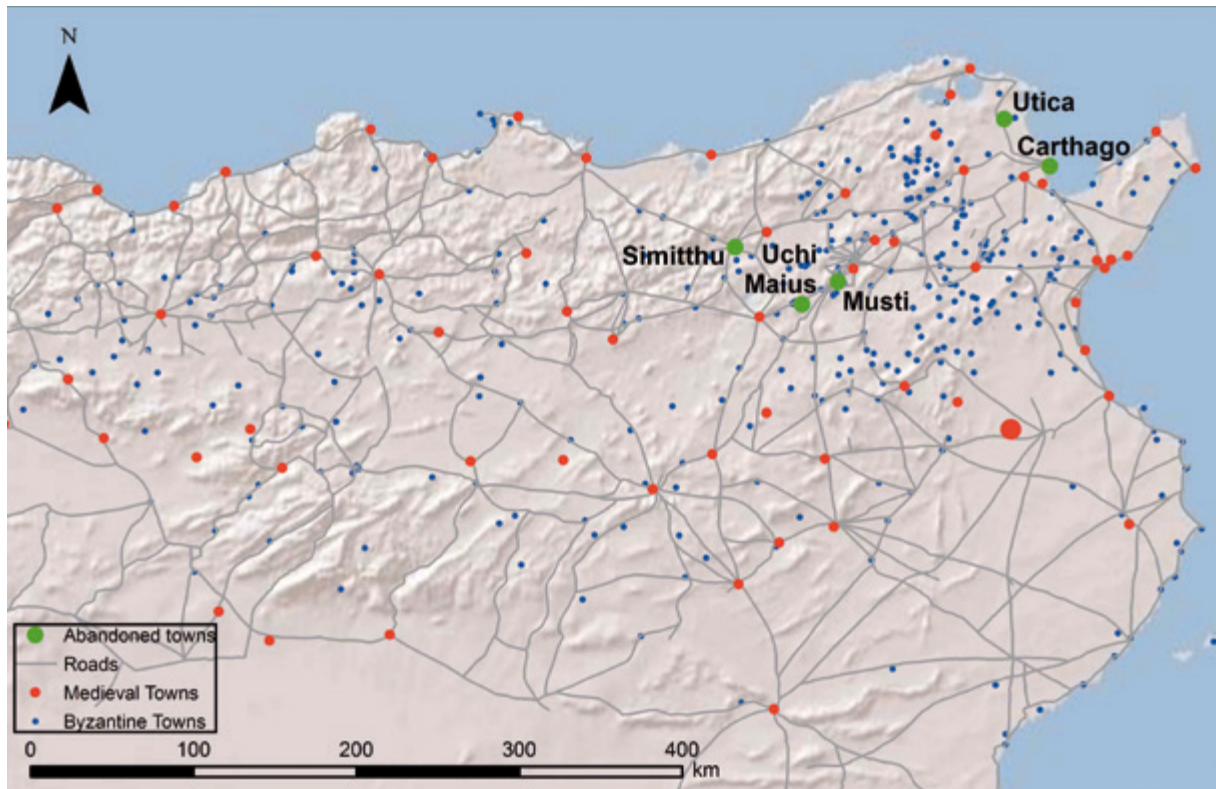 N
Utica
Carthago
Simitthu
Uchi
Maius
Musti
Abandoned towns
Roads
Medieval Towns
Byzantine Towns
0 100 200 300 400
km